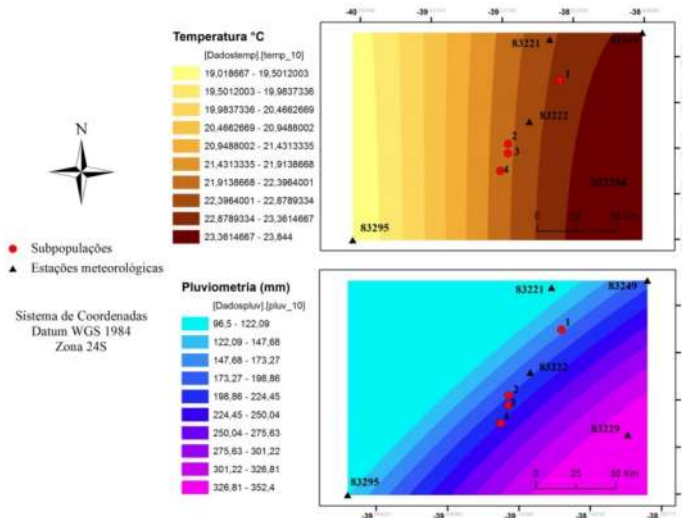 Temperatura °C
[Dadostemp].[temp_10]
19,018667 - 19,5012003
19,5012003 - 19,9837336
19,9837336 - 20,4662669
20,4662669 - 20,9488002
20,9488002 - 21,4313335
21,4313335 - 21,9138668
21,9138668 - 22,3964001
22,3964001 - 22,8789334
22,8789334 - 23,3614667
23,3614667 - 23,844
83221
1
83222
2
3
4
83295
N
Subpopulações
Estações meteorológicas
Sistema de Coordenadas
Datum WGS 1984
Zona 24S
Pluviometria (mm)
[Dadospluv].[pluv_10]
96,5 - 122,09
122,09 - 147,68
147,68 - 173,27
173,27 - 198,86
198,86 - 224,45
224,45 - 250,04
250,04 - 275,63
275,63 - 301,22
301,22 - 326,81
326,81 - 352,4
83221
83249
1
83222
2
3
4
83229
0 25 50 Km
83295